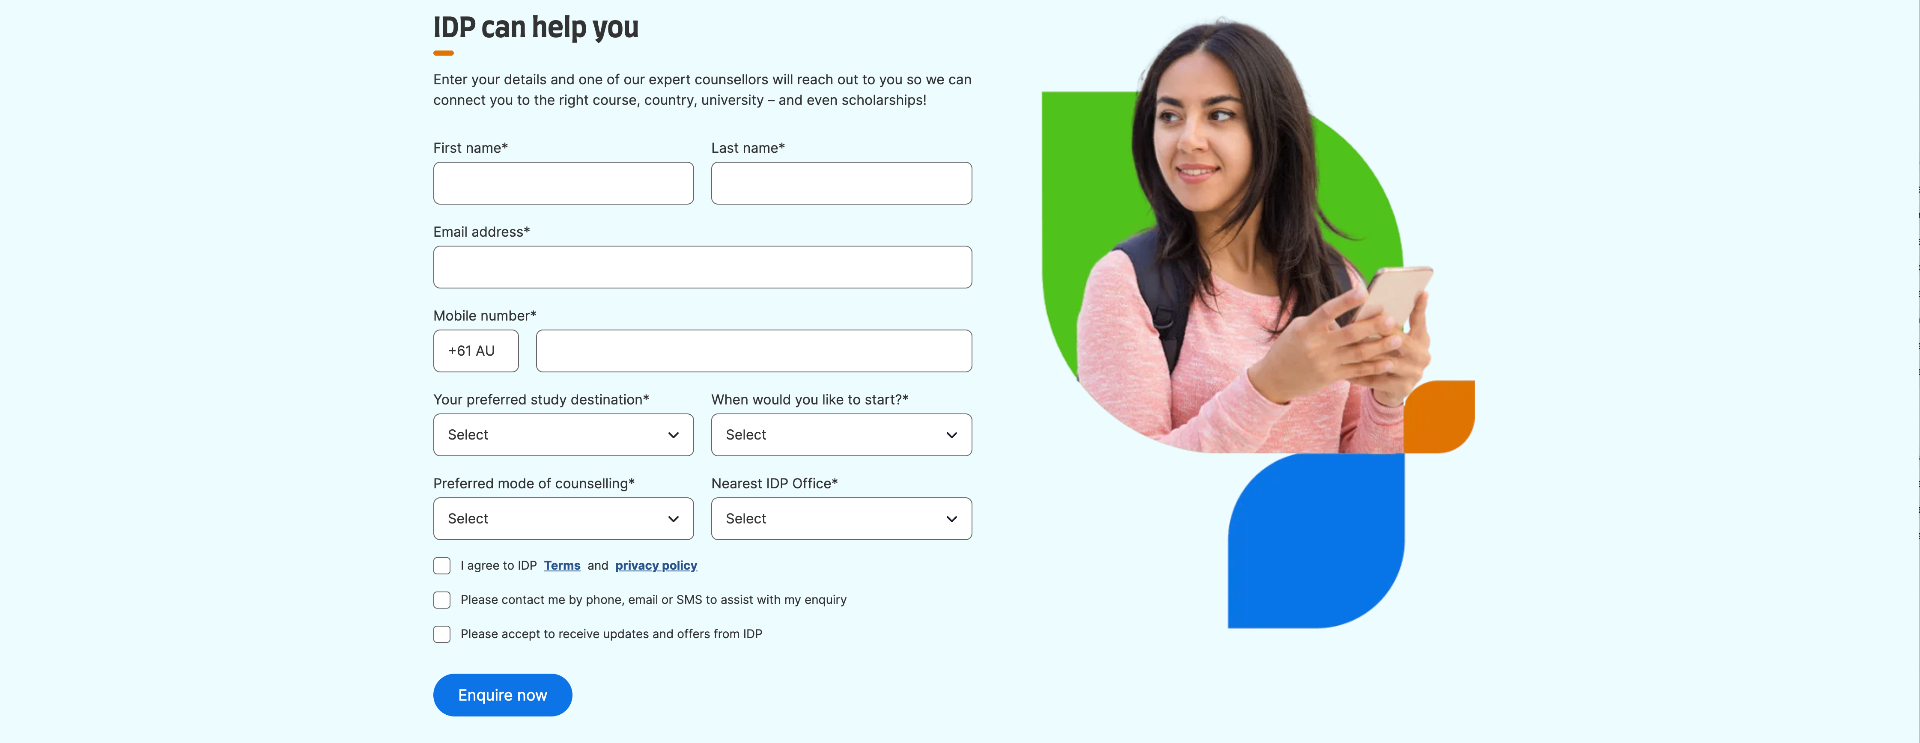 IDP can help you
Enter your details and one of our expert counsellors will reach out to you so we can
connect you to the right course, country, university – and even scholarships!
First name*
Last name*
Email address*
Mobile number*
+61 AU
Your preferred study destination*
When would you like to start?*
Select
Select
Preferred mode of counselling*
Nearest IDP Office*
Select
Select
I agree to IDP Terms and privacy policy
Please contact me by phone, email or SMS to assist with my enquiry
Please accept to receive updates and offers from IDP
Enquire now